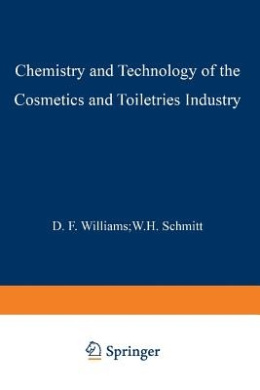 Chemistry and Technology of the
Cosmetics and Toiletries Industry
D. F. Williams;W.H. Schmitt
Springer